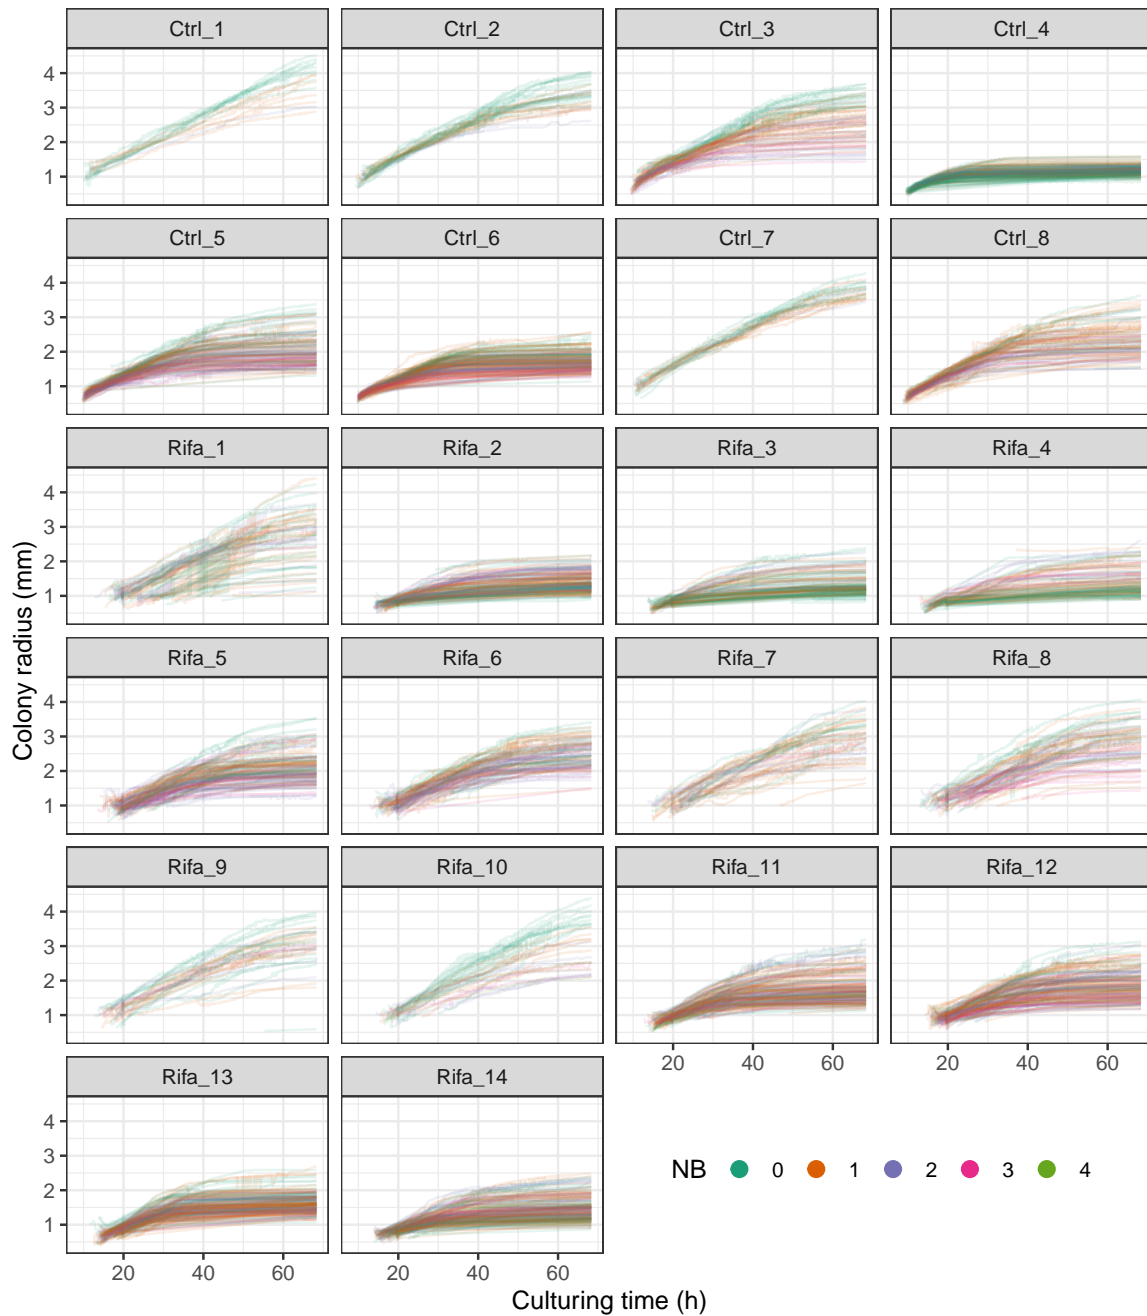 Ctrl_1 Ctrl_2 Ctrl_3 Ctrl_4
4
3
2
1
Ctrl_5 Ctrl_6 Ctrl_7 Ctrl_8
4
3
2
1
Rifa_1 Rifa_2 Rifa_3 Rifa_4
4
3
2
1
Colony radius (mm)
Rifa_5 Rifa_6 Rifa_7 Rifa_8
4
3
2
1
Rifa_9 Rifa_10 Rifa_11 Rifa_12
4
3
2
1
20 40 60 20 40 60
Rifa_13 Rifa_14
4
3
2
1
NB 0 1 2 3 4
20 40 60 20 40 60
Culturing time (h)